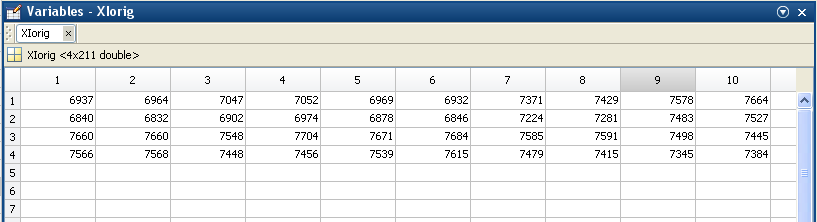 Variables - XIorig
XIorig
XIorig <4x211 double>
1 2 3 4 5 6 7 8 9 10
1 6937 6964 7047 7052 6969 6932 7371 7429 7578 7664
2 6840 6832 6902 6974 6878 6846 7224 7281 7483 7527
3 7660 7660 7548 7704 7671 7684 7585 7591 7498 7445
4 7566 7568 7448 7456 7539 7615 7479 7415 7345 7384
5
6
7